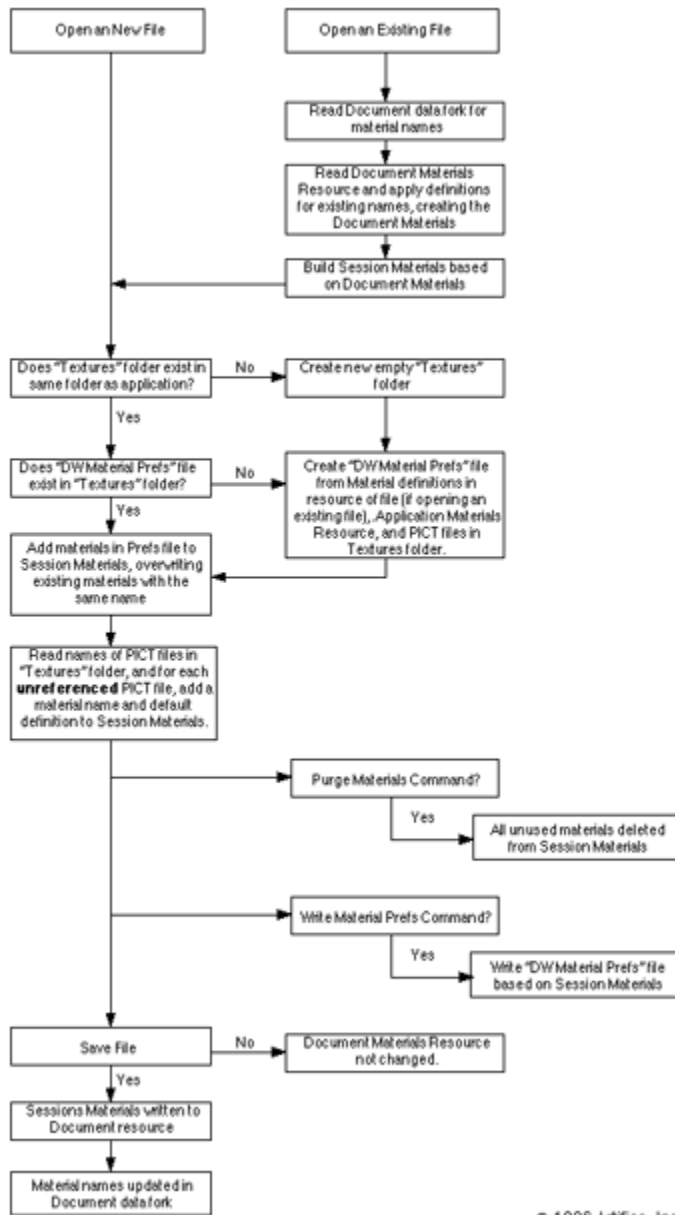 Open an New File
Open an Existing File
Read Document data fork for
material names
Read Document Materials
Resource and apply definitions
for existing names, creating the
Document Materials
Build Session Materials based
on Document Materials
Does "Textures" folder exist in
same folder as application?
No
Create new empty "Textures"
folder
Yes
Does "DW Material Prefs" file
exist in "Textures" folder?
No
Create "DW Material Prefs" file
from Material definitions in
resource of file (if opening an
existing file), .Application Materials
Resource, and PICT files in
Textures folder.
Yes
Add materials in Prefs file to
Session Materials, overwriting
existing materials with the
same name
Read names of PICT files in
"Textures" folder, and for each
unreferenced PICT file, add a
material name and default
definition to Session Materials.
Purge Materials Command?
Yes
All unused materials deleted
from Session Materials
Write Material Prefs Command?
Yes
Write "DW Material Prefs" file
based on Session Materials
Save File
No
Document Materials Resource
not changed.
Yes
Sessions Materials written to
Document resource
Material names updated in
Document data fork